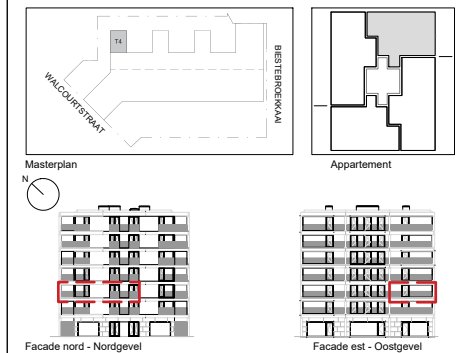 T4
WALCOURTSTRAAT
BIESTEBROEKKAAI
Masterplan
Appartement
N
Facade nord - Nordgevel
Facade est - Oostgevel